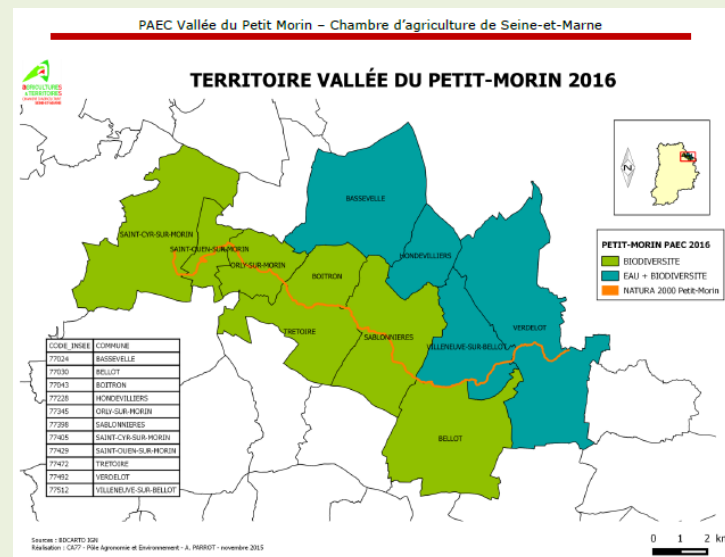 PAEC Vallée du Petit Morin – Chambre d'agriculture de Seine-et-Marne
TERRITOIRE VALLÉE DU PETIT-MORIN 2016
AGRICULTURES
& TERRITOIRES
BASSEVELLE
SAINT-CYR-SUR-MORIN
SAINT-OUEN-SUR-MORIN
HONDEVILLIERS
ORLY-SUR-MORIN
BOITRON
VERDELOT
TRETOIRE
SABLONNIERES
VILLENEUVE-SUR-BELLOT
BELLOT
N
PETIT-MORIN PAEC 2016
BIODIVERSITE
EAU + BIODIVERSITE
NATURA 2000 Petit-Morin
CODE_INSEE COMMUNE
77024 BASSEVELLE
77030 BELLOT
77043 BOITRON
77228 HONDEVILLIERS
77345 ORLY-SUR-MORIN
77398 SABLONNIERES
77405 SAINT-CYR-SUR-MORIN
77429 SAINT-OUEN-SUR-MORIN
77472 TRETOIRE
77492 VERDELOT
77512 VILLENEUVE-SUR-BELLOT
Sources : BDCARTO IGN
Réalisation : CA77 - Pôle Agronomie et Environnement - A. PARROT - novembre 2015
0 1 2 km